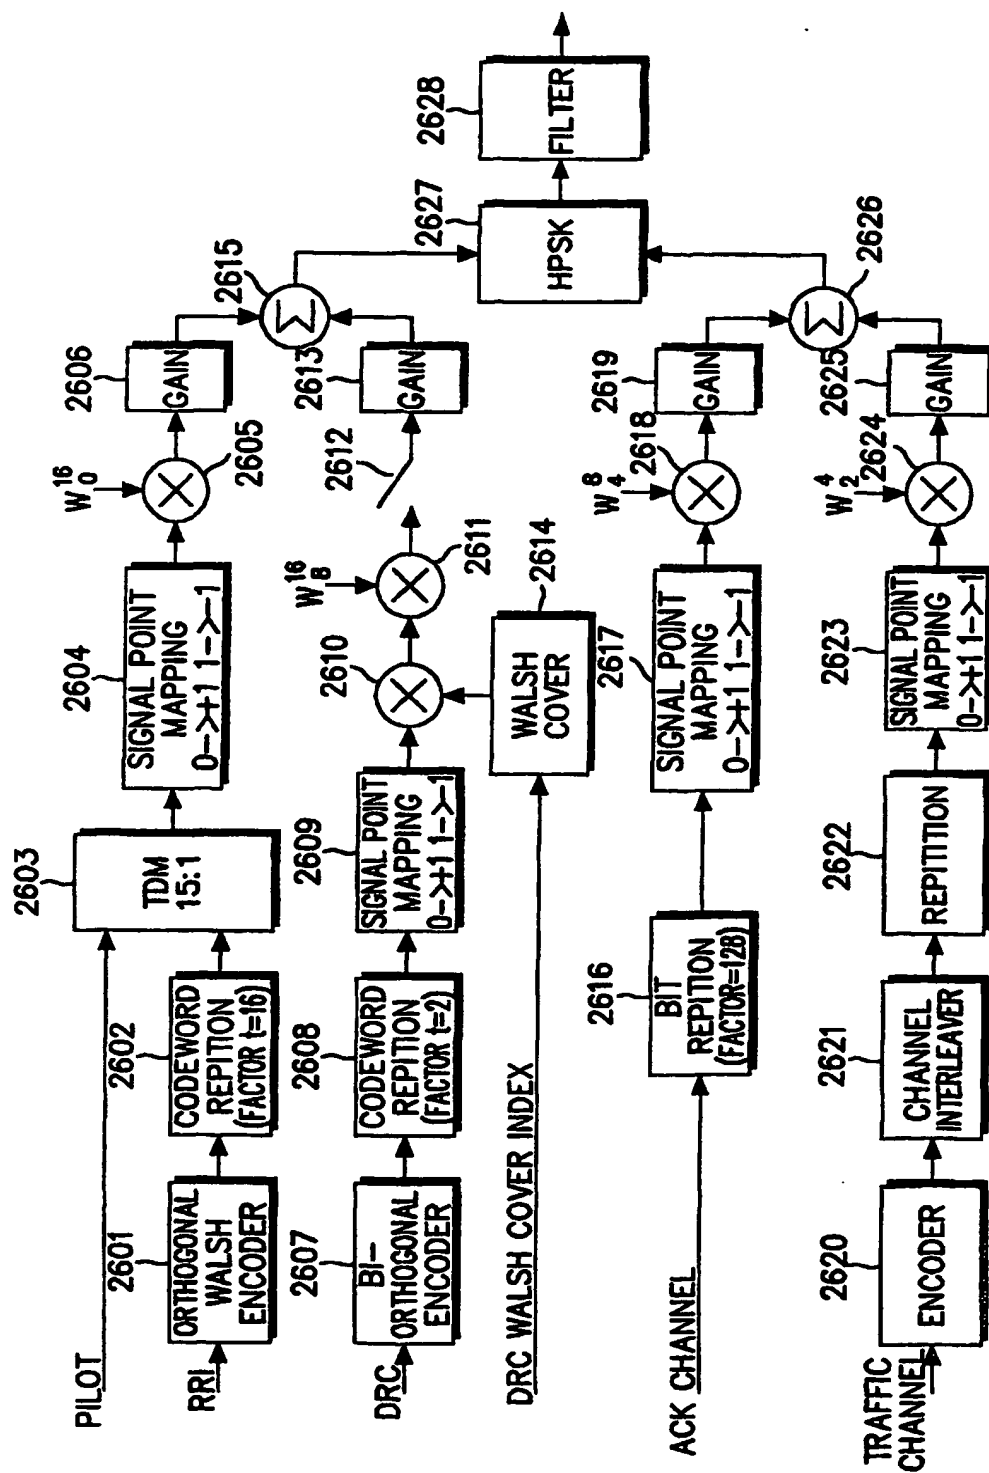 PILOT
RRI
2601
ORTHOGONAL
WALSH
ENCODER
2602
CODEWORD
REPITION
(FACTOR t=16)
2603
TDM
15:1
2604
SIGNAL POINT
MAPPING
0->+1 1->-1
W 16 0
2605
2606
GAIN
2615
Σ
DRC
2607
BI-
ORTHOGONAL
ENCODER
2608
CODEWORD
REPITION
(FACTOR t=2)
2609
SIGNAL POINT
MAPPING
0->+1 1->-1
2610
W 16 8
2611
2612
2613
GAIN
DRC WALSH COVER INDEX
2614
WALSH
COVER
2627
HPSK
2628
FILTER
ACK CHANNEL
2616
BIT
REPITION
(FACTOR=128)
2617
SIGNAL POINT
MAPPING
0->+1 1->-1
W 8 4
2618
2619
GAIN
2626
Σ
TRAFFIC
CHANNEL
2620
ENCODER
2621
CHANNEL
INTERLEAVER
2622
REPITITION
2623
SIGNAL POINT
MAPPING
0->+1 1->-1
W 4 2
2624
2625
GAIN